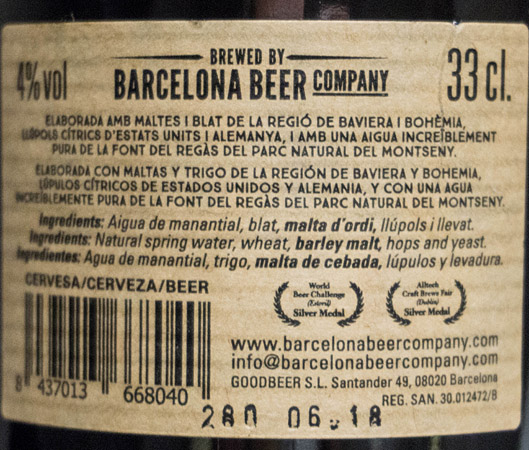 4% vol
BREWED BY
BARCELONA BEER COMPANY
33 cl.
ELABORADA AMB MALTES I BLAT DE LA REGIÓ DE BAVIERA I BOHÈMIA,
LLÚPOLS CÍTRICS D'ESTATS UNITS I ALEMANYA, I AMB UNA AIGUA INCREÏBLEMENT
PURA DE LA FONT DEL REGÀS DEL PARC NATURAL DEL MONTSENY.
ELABORADA CON MALTAS Y TRIGO DE LA REGIÓN DE BAVIERA Y BOHEMIA,
LÚPULOS CÍTRICOS DE ESTADOS UNIDOS Y ALEMANIA, Y CON UNA AGUA
INCREÍBLEMENTE PURA DE LA FONT DEL REGÀS DEL PARC NATURAL DEL MONTSENY.
Ingredients: Aigua de manantial, blat, malta d'ordi, llúpols i llevat.
Ingredients: Natural spring water, wheat, barley malt, hops and yeast.
Ingredientes: Agua de manantial, trigo, malta de cebada, lúpulos y levadura.
CERVESA/CERVEZA/BEER
World
Beer Challenge
(Estoril)
Silver Medal
Alltech
Craft Brews Fair
(Dublin)
Silver Medal
www.barcelonabeercompany.com
info@barcelonabeercompany.com
GOODBEER S.L. Santander 49, 08020 Barcelona
REG. SAN. 30.012472/B
8 437013 668040
280 06.18